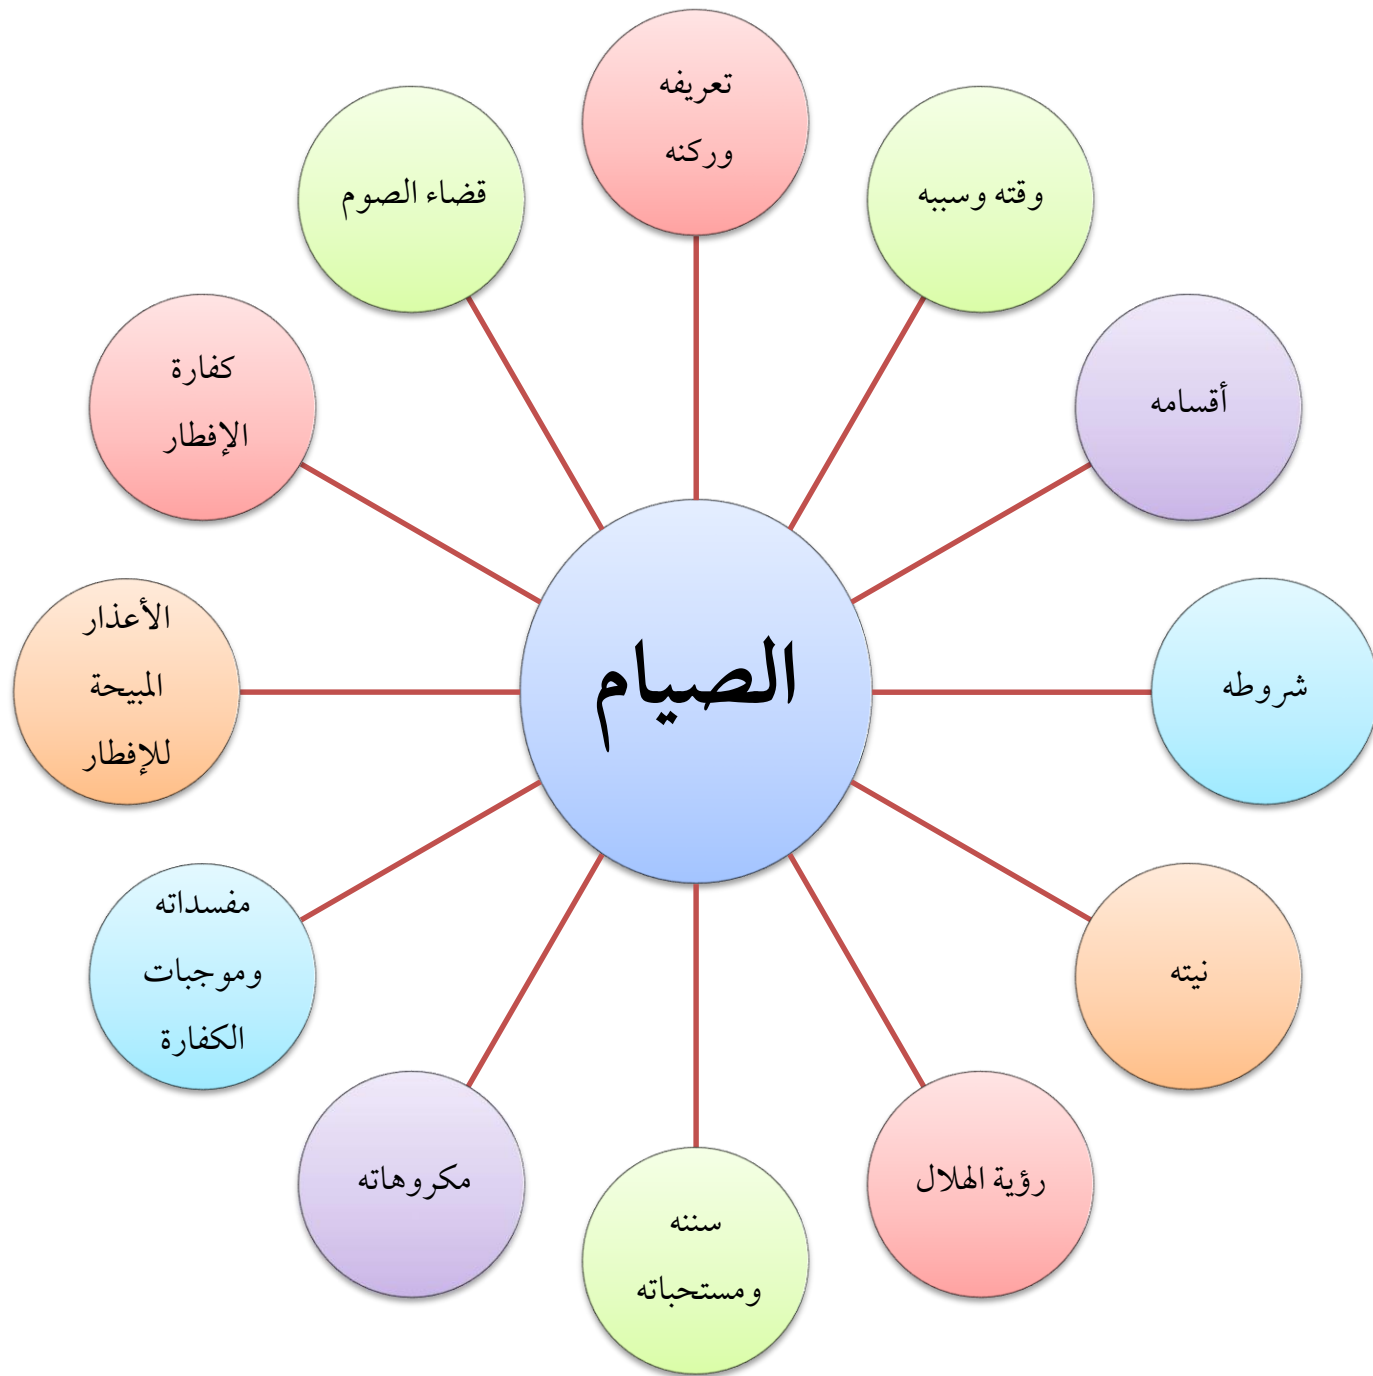 الصيام
تعريفه
وركنه
وقته وسببه
أقسامه
شروطه
نيته
رؤية الهلال
سننه
ومستحباته
مكروهاته
مفسداته
وموجبات
الكفارة
الأعذار
المبيحة
للإفطار
كفارة
الإفطار
قضاء الصوم